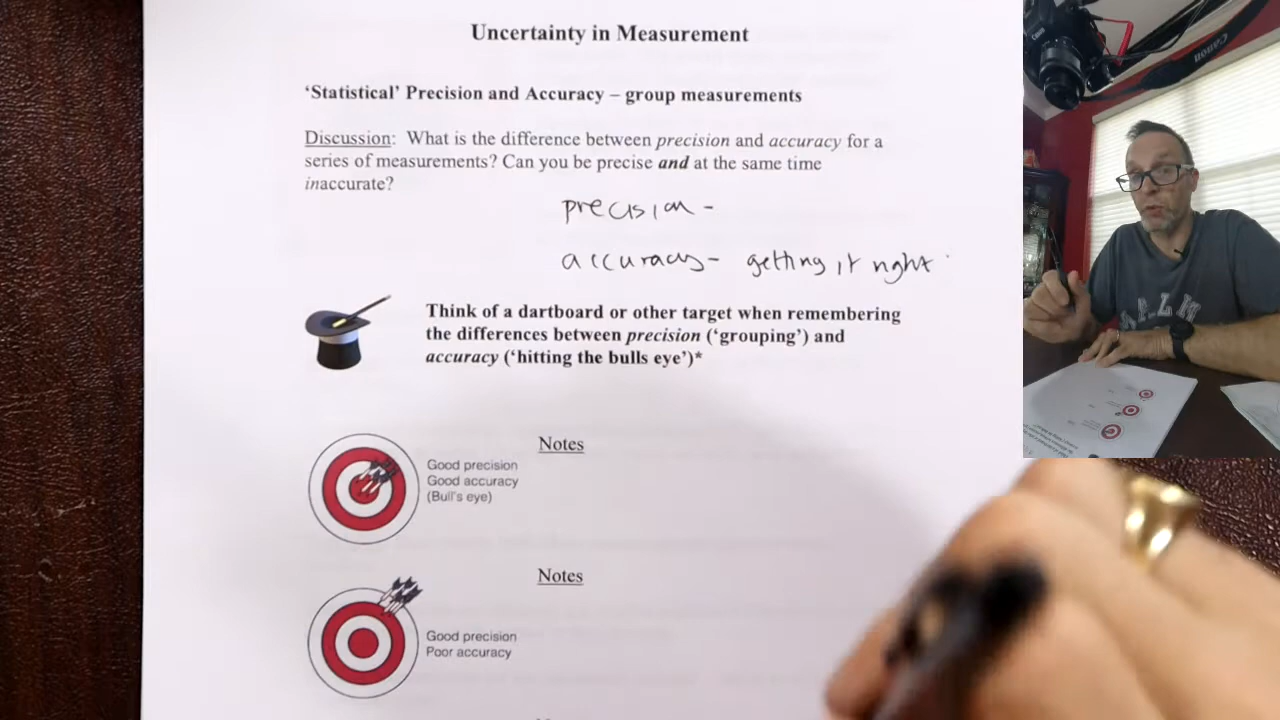 Uncertainty in Measurement
‘Statistical’ Precision and Accuracy – group measurements
Discussion: What is the difference between precision and accuracy for a
series of measurements? Can you be precise and at the same time
inaccurate?
precision -
accuracy - getting it right
Think of a dartboard or other target when remembering
the differences between precision (‘grouping’) and
accuracy (‘hitting the bulls eye’)*
Notes
Good precision
Good accuracy
(Bull's eye)
Notes
Good precision
Poor accuracy
Canon